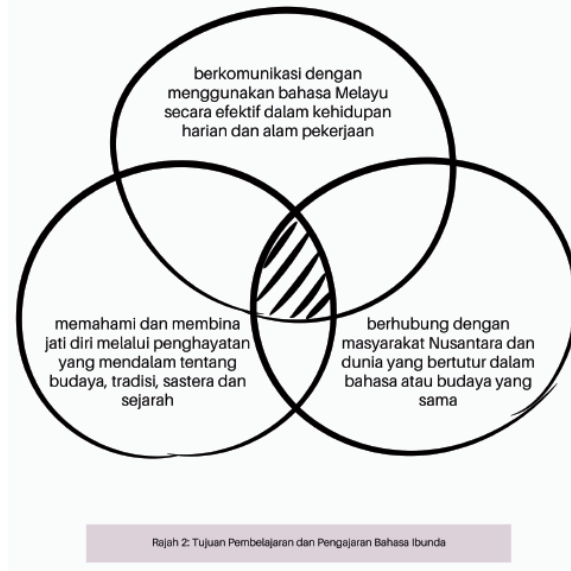 berkomunikasi dengan
menggunakan bahasa Melayu
secara efektif dalam kehidupan
harian dan alam pekerjaan
memahami dan membina
jati diri melalui penghayatan
yang mendalam tentang
budaya, tradisi, sastera dan
sejarah
berhubung dengan
masyarakat Nusantara dan
dunia yang bertutur dalam
bahasa atau budaya yang
sama
Rajah 2: Tujuan Pembelajaran dan Pengajaran Bahasa Ibunda